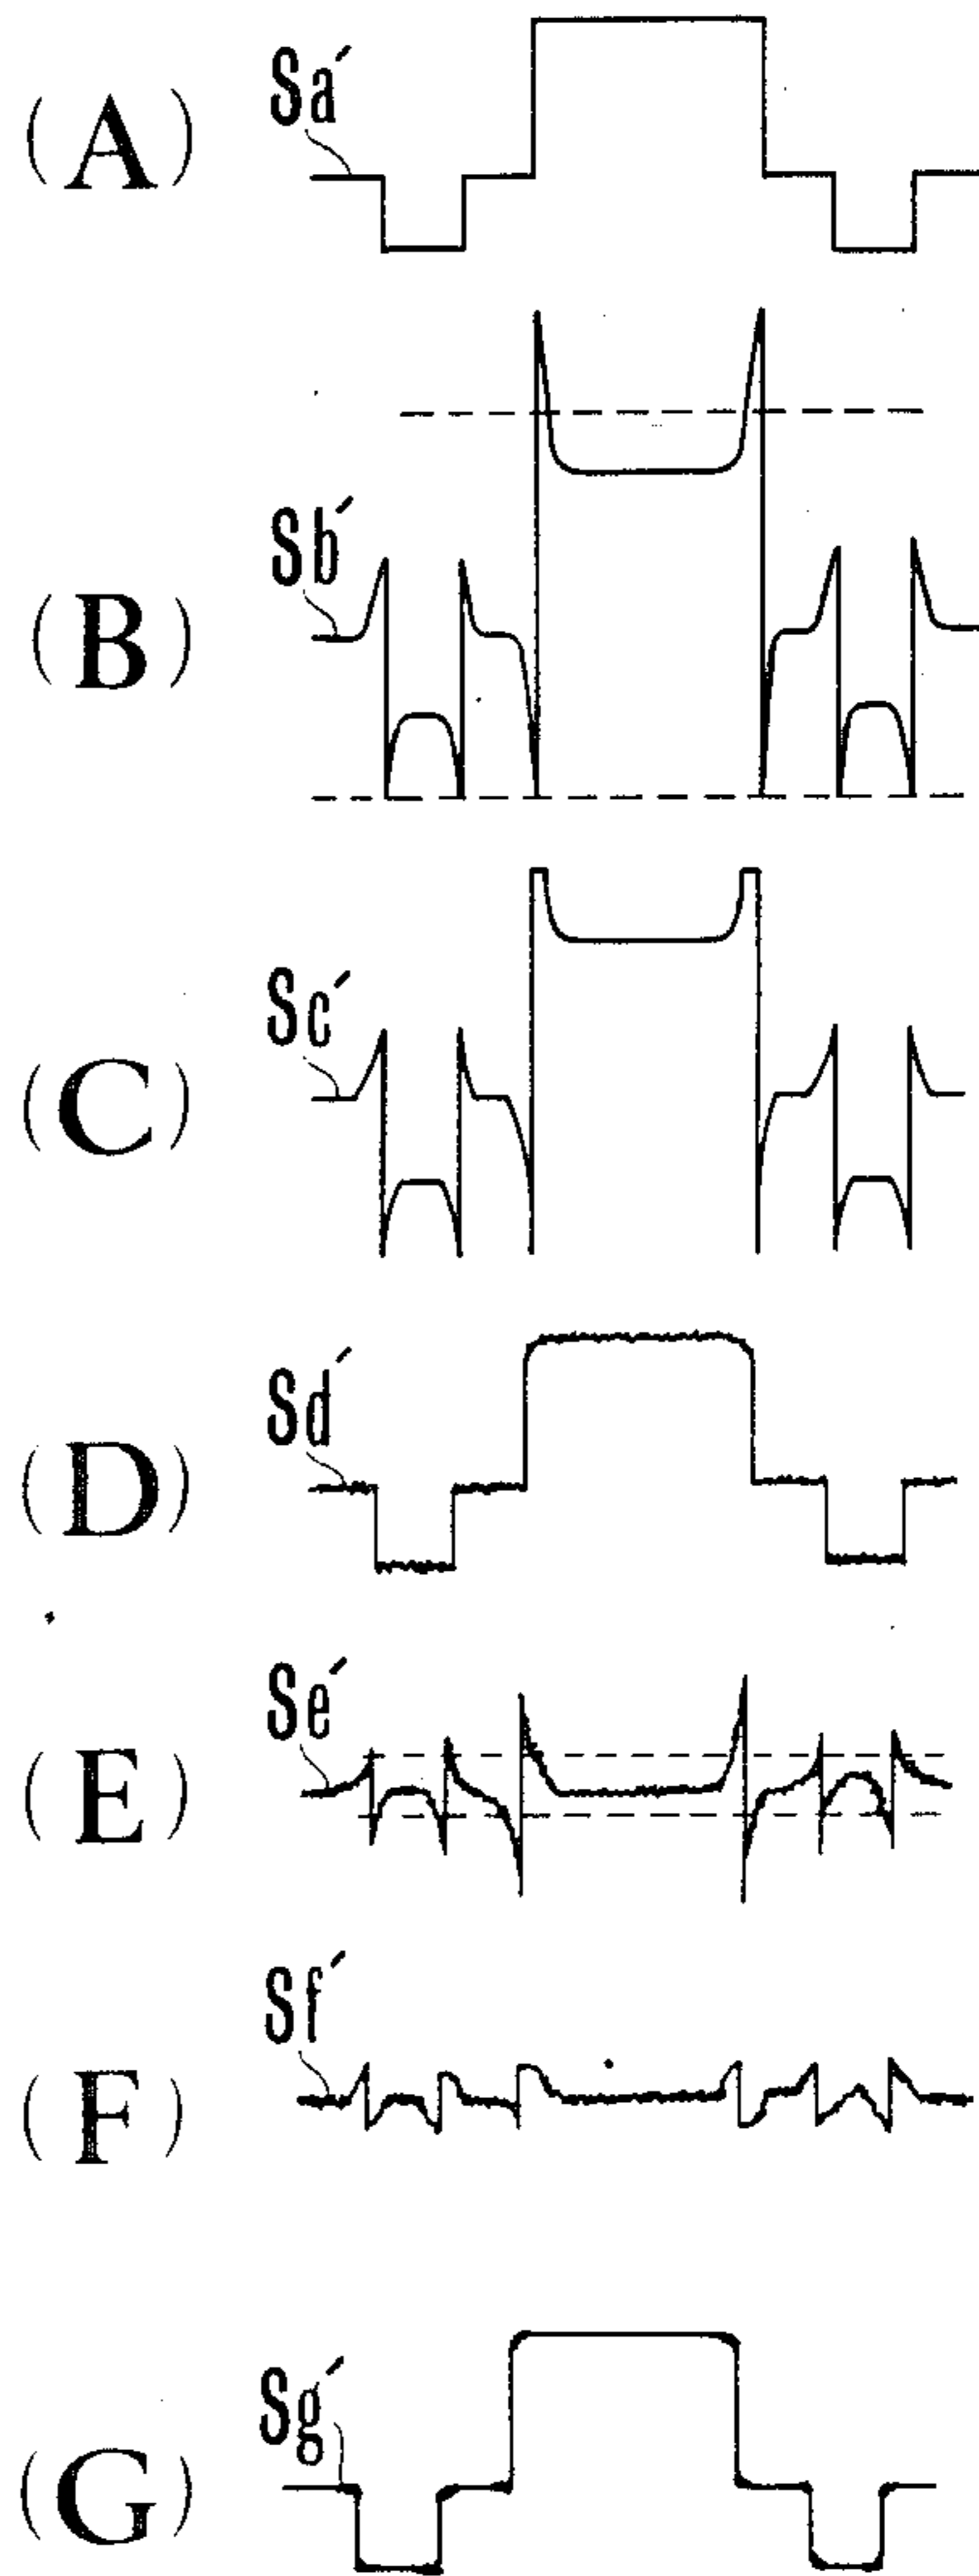 (A) Sa′
(B) Sb′
(C) Sc′
(D) Sd′
(E) Se′
(F) Sf′
(G) Sg′